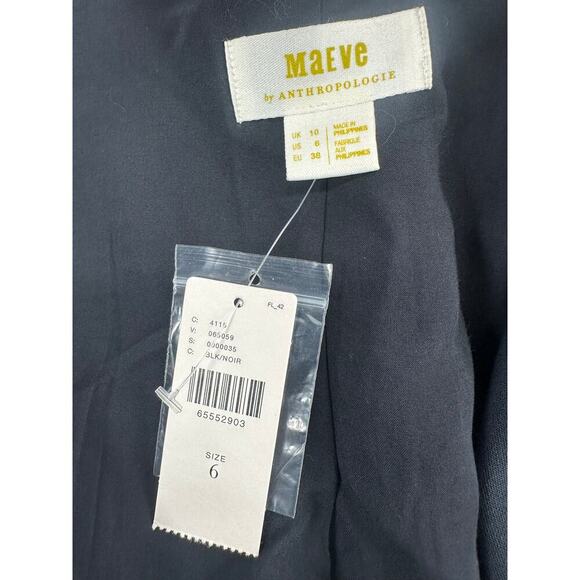 MaEve
by ANTHROPOLOGIE
UK 10
US 6
EU 38
MADE IN
PHILIPPINES
FABRIQUE
AUX
PHILIPPINES
FL_42
C: 4115
V: 065059
S: 0000035
C: BLK/NOIR
65552903
SIZE
6